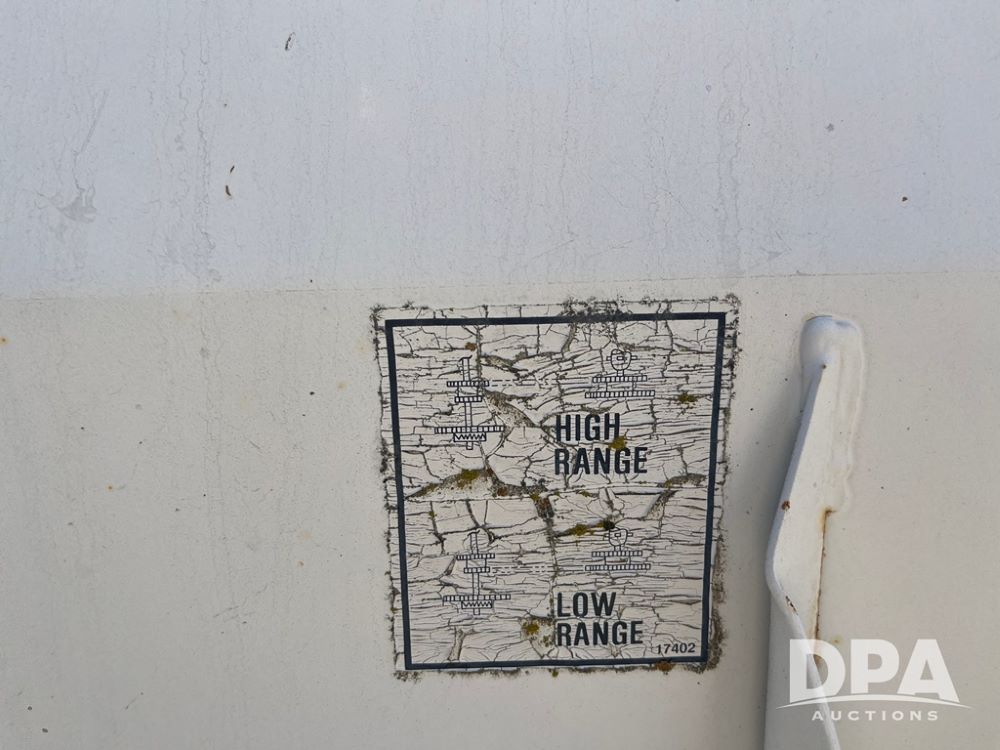 HIGH
RANGE
LOW
RANGE
17402
DPA
AUCTIONS